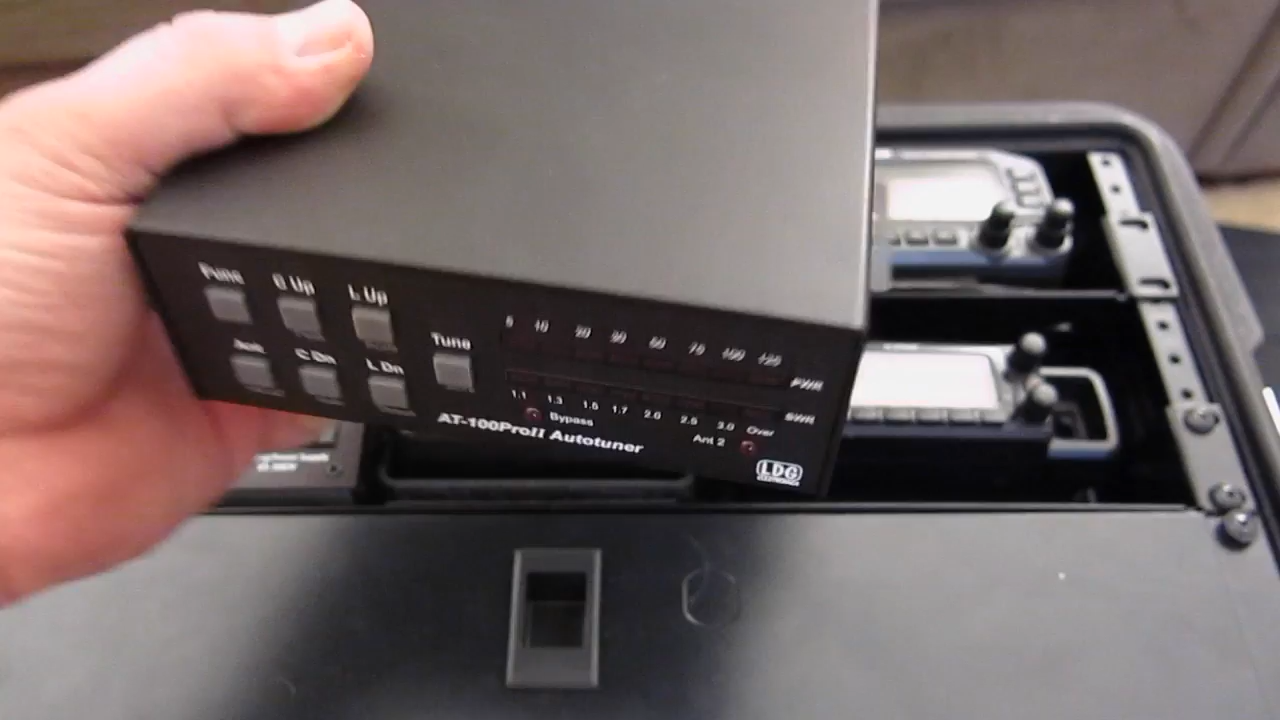 Func C Up L Up
Ant C Dn L Dn
Tune
5 10 20 30 60 75 100 125
PWR
1.1 1.3 1.5 1.7 2.0 2.5 3.0 Over
SWR
Bypass
Ant 2
AT-100ProII Autotuner
LDG
ELECTRONICS